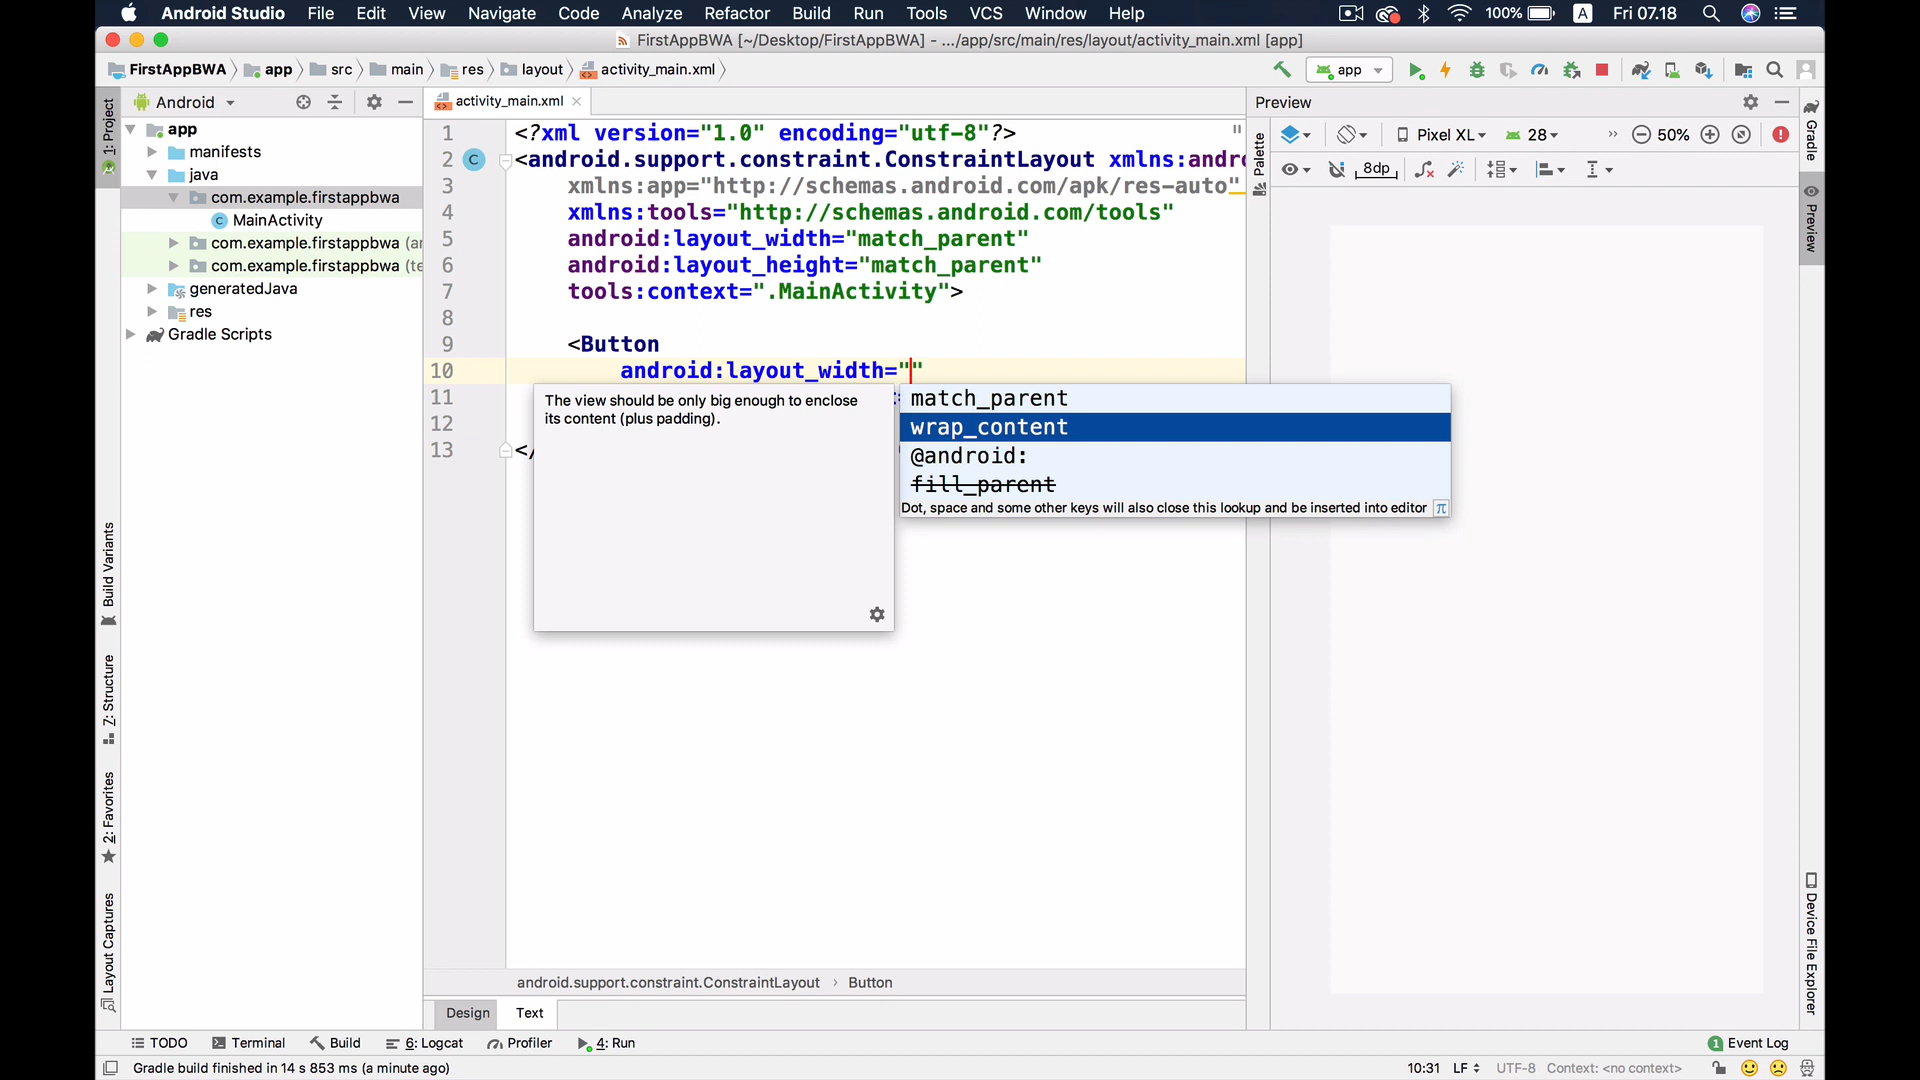 Android Studio File Edit View Navigate Code Analyze Refactor Build Run Tools VCS Window Help 100% A Fri 07.18
FirstAppBWA [~/Desktop/FirstAppBWA] - .../app/src/main/res/layout/activity_main.xml [app]
FirstAppBWA app src main res layout activity_main.xml app
Android
activity_main.xml
Preview
1: Project
app
manifests
java
com.example.firstappbwa
MainActivity
com.example.firstappbwa (ar
com.example.firstappbwa (te
generatedJava
res
Gradle Scripts
Build Variants
Z: Structure
2: Favorites
Layout Captures
1 <?xml version="1.0" encoding="utf-8"?>
2 <android.support.constraint.ConstraintLayout xmlns:andro
3 xmlns:app="http://schemas.android.com/apk/res-auto"
4 xmlns:tools="http://schemas.android.com/tools"
5 android:layout_width="match_parent"
6 android:layout_height="match_parent"
7 tools:context=".MainActivity">
8
9 <Button
10 android:layout_width=""
11
12
13 </
The view should be only big enough to enclose
its content (plus padding).
match_parent
wrap_content
@android:
fill_parent
Dot, space and some other keys will also close this lookup and be inserted into editor π
Palette
Pixel XL 28 50%
8dp
Gradle
Preview
Device File Explorer
android.support.constraint.ConstraintLayout › Button
Design Text
TODO Terminal Build 6: Logcat Profiler 4: Run 1 Event Log
Gradle build finished in 14 s 853 ms (a minute ago) 10:31 LF UTF-8 Context: <no context>